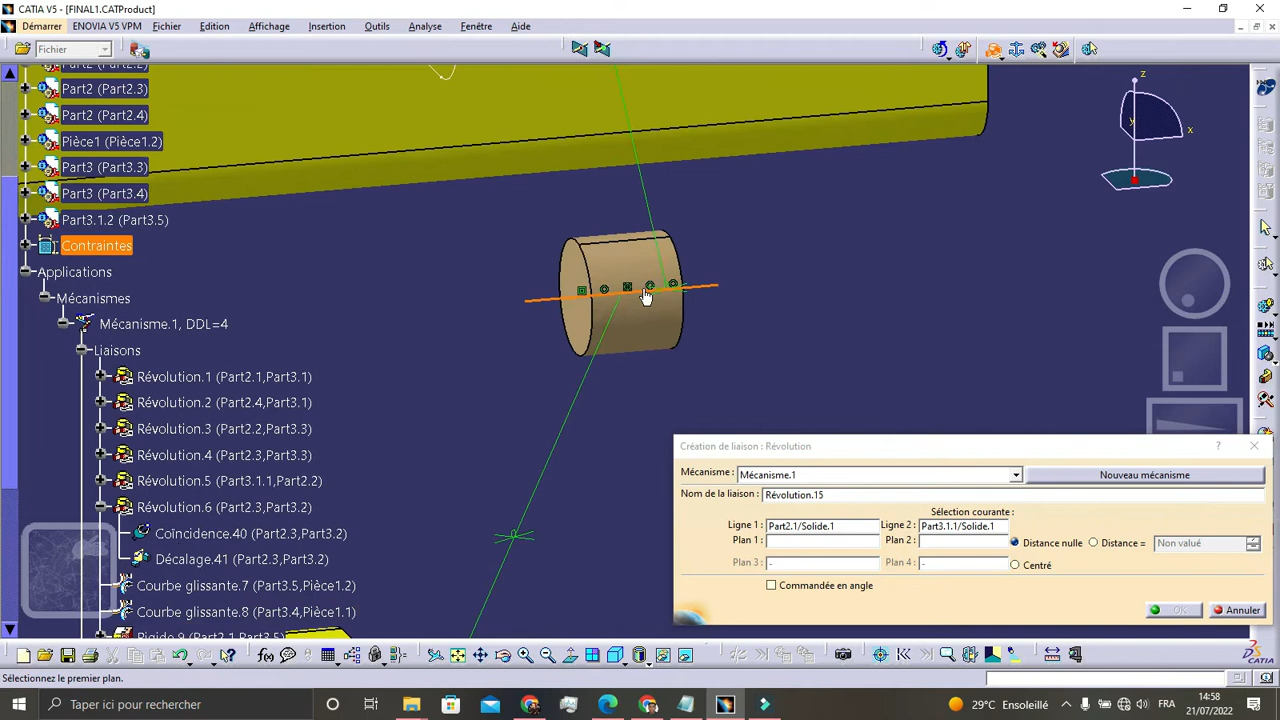 CATIA V5 - [FINAL1.CATProduct]
Démarrer ENOVIA V5 VPM Fichier Edition Affichage Insertion Outils Analyse Fenêtre Aide
Fichier
Part2 (Part2.2)
Part2 (Part2.3)
Part2 (Part2.4)
Pièce1 (Pièce1.2)
Part3 (Part3.3)
Part3 (Part3.4)
Part3.1.2 (Part3.5)
Contraintes
Applications
Mécanismes
Mécanisme.1, DDL=4
Liaisons
Révolution.1 (Part2.1,Part3.1)
Révolution.2 (Part2.4,Part3.1)
Révolution.3 (Part2.2,Part3.3)
Révolution.4 (Part2.3,Part3.3)
Révolution.5 (Part3.1.1,Part2.2)
Révolution.6 (Part2.3,Part3.2)
Coïncidence.40 (Part2.3,Part3.2)
Décalage.41 (Part2.3,Part3.2)
Courbe glissante.7 (Part3.5,Pièce1.2)
Courbe glissante.8 (Part3.4,Pièce1.1)
Rigide.9 (Part2.1,Part3.5)
z
y
x
Création de liaison : Révolution
? ×
Mécanisme : Mécanisme.1 Nouveau mécanisme
Nom de la liaison : Révolution.15
Sélection courante :
Ligne 1 : Part2.1/Solide.1 Ligne 2 : Part3.1.1/Solide.1
Plan 1 : Plan 2 : Distance nulle Distance = Non valué
Plan 3 : - Plan 4 : - Centré
Commandée en angle
OK Annuler
f(x)
Sélectionnez le premier plan.
Taper ici pour rechercher
29°C Ensoleillé
FRA
14:58
21/07/2022